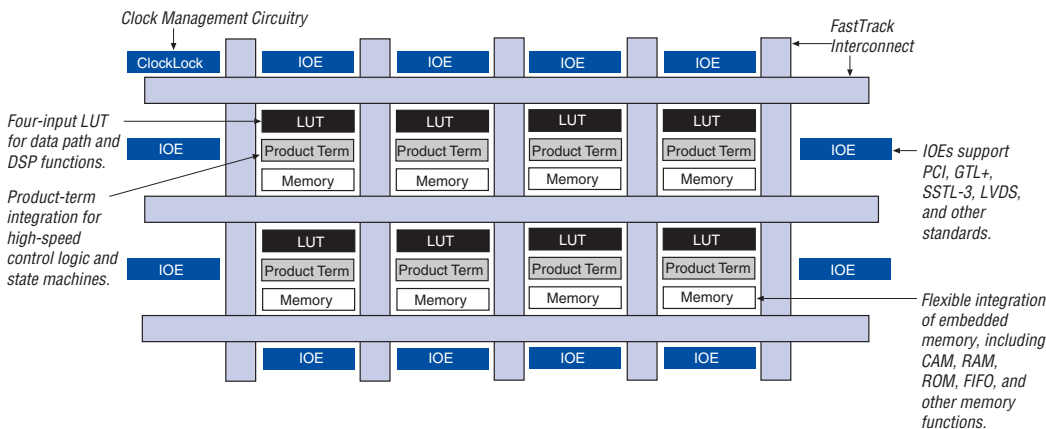 Clock Management Circuitry
FastTrack
Interconnect
ClockLock
IOE
IOE
IOE
IOE
Four-input LUT
for data path and
DSP functions.
LUT
LUT
LUT
LUT
IOE
Product Term
Product Term
Product Term
Product Term
IOE
IOEs support
PCI, GTL+,
SSTL-3, LVDS,
and other
standards.
Memory
Memory
Memory
Memory
Product-term
integration for
high-speed
control logic and
state machines.
LUT
LUT
LUT
LUT
IOE
Product Term
Product Term
Product Term
Product Term
IOE
Memory
Memory
Memory
Memory
Flexible integration
of embedded
memory, including
CAM, RAM,
ROM, FIFO, and
other memory
functions.
IOE
IOE
IOE
IOE